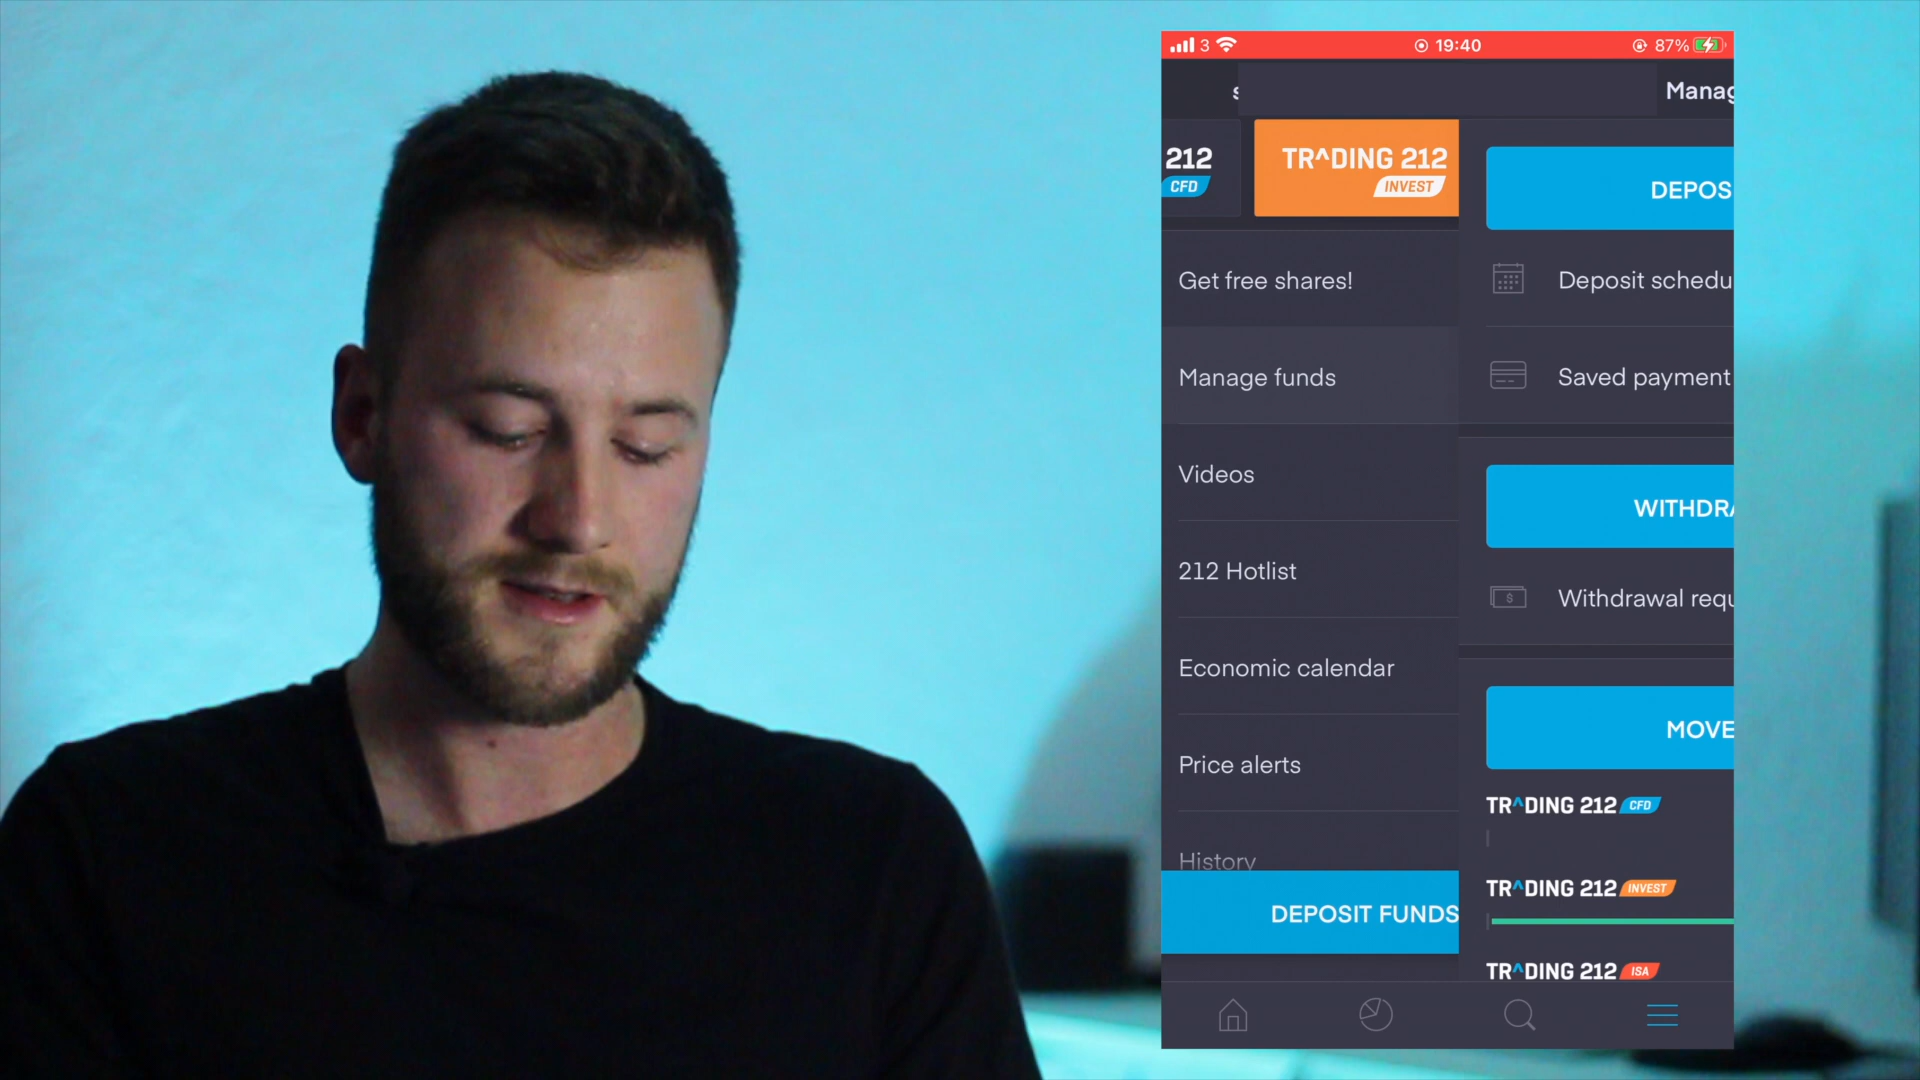 3 19:40 87%
Manag
212
CFD
TR^DING 212
INVEST
DEPOS
Get free shares!
Deposit schedu
Manage funds
Saved payment
Videos
WITHDRA
212 Hotlist
Withdrawal requ
Economic calendar
MOVE
Price alerts
TR^DING 212 CFD
History
TR^DING 212 INVEST
DEPOSIT FUNDS
TR^DING 212 ISA